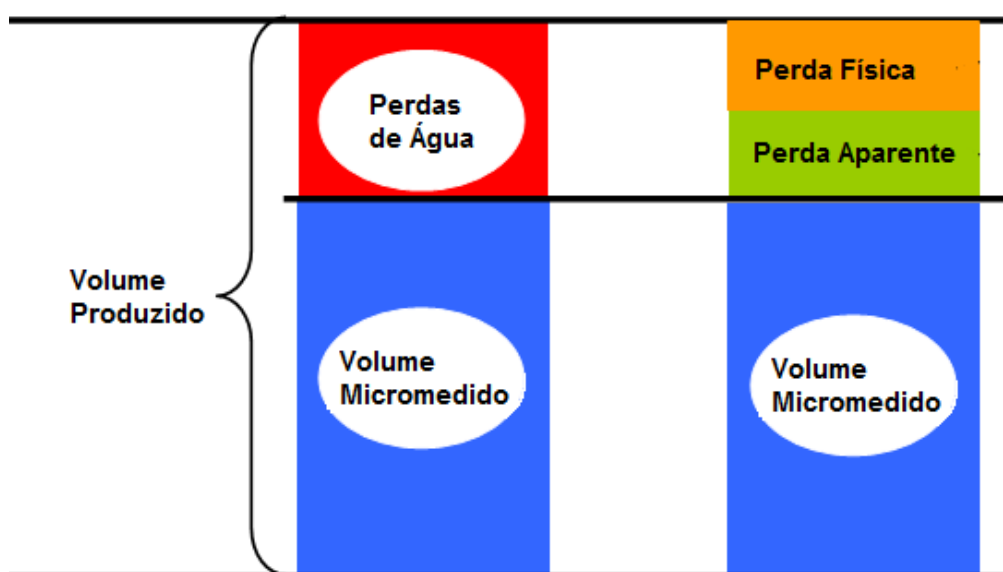 Perdas
de Água
Perda Física
Perda Aparente
Volume
Produzido
Volume
Micromedido
Volume
Micromedido